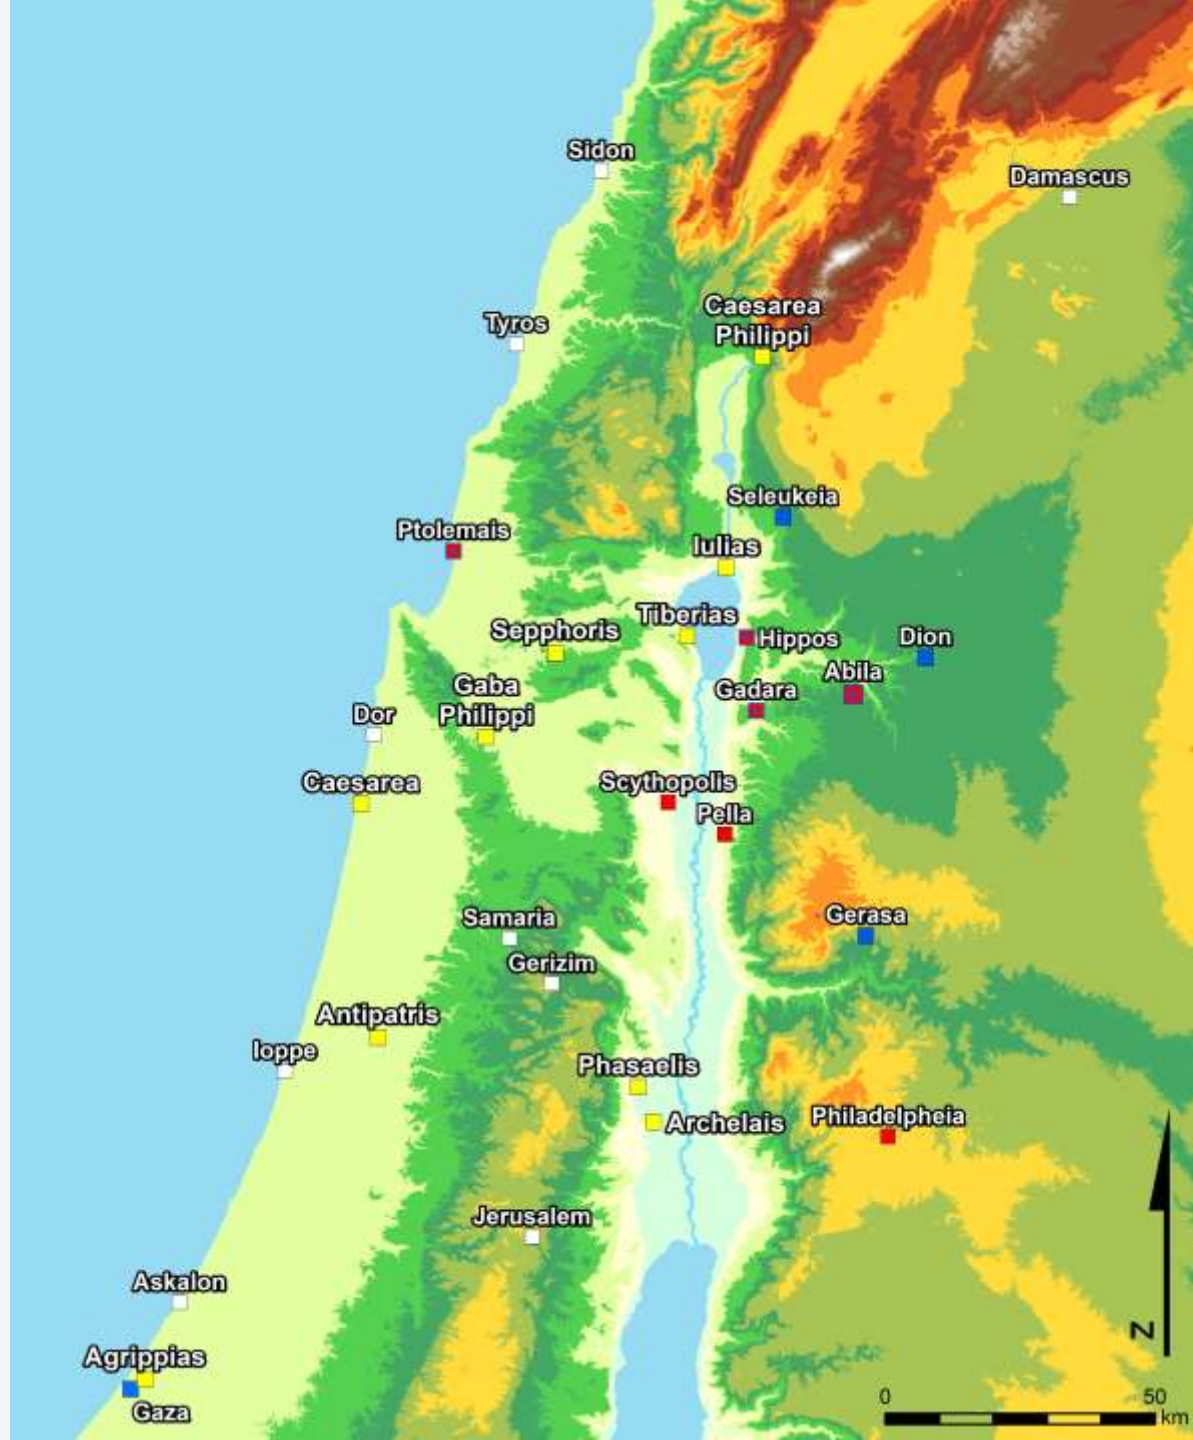 Sidon
Damascus
Caesarea
Philippi
Tyros
Seleukeia
Ptolemais
Iulias
Tiberias
Sepphoris
Hippos
Dion
Abila
Gaba
Philippi
Gadara
Dor
Caesarea
Scythopolis
Pella
Samaria
Gerasa
Gerizim
Antipatris
Ioppe
Phasaelis
Archelais
Philadelpheia
Jerusalem
Askalon
N
Agrippias
Gaza
0 50
km